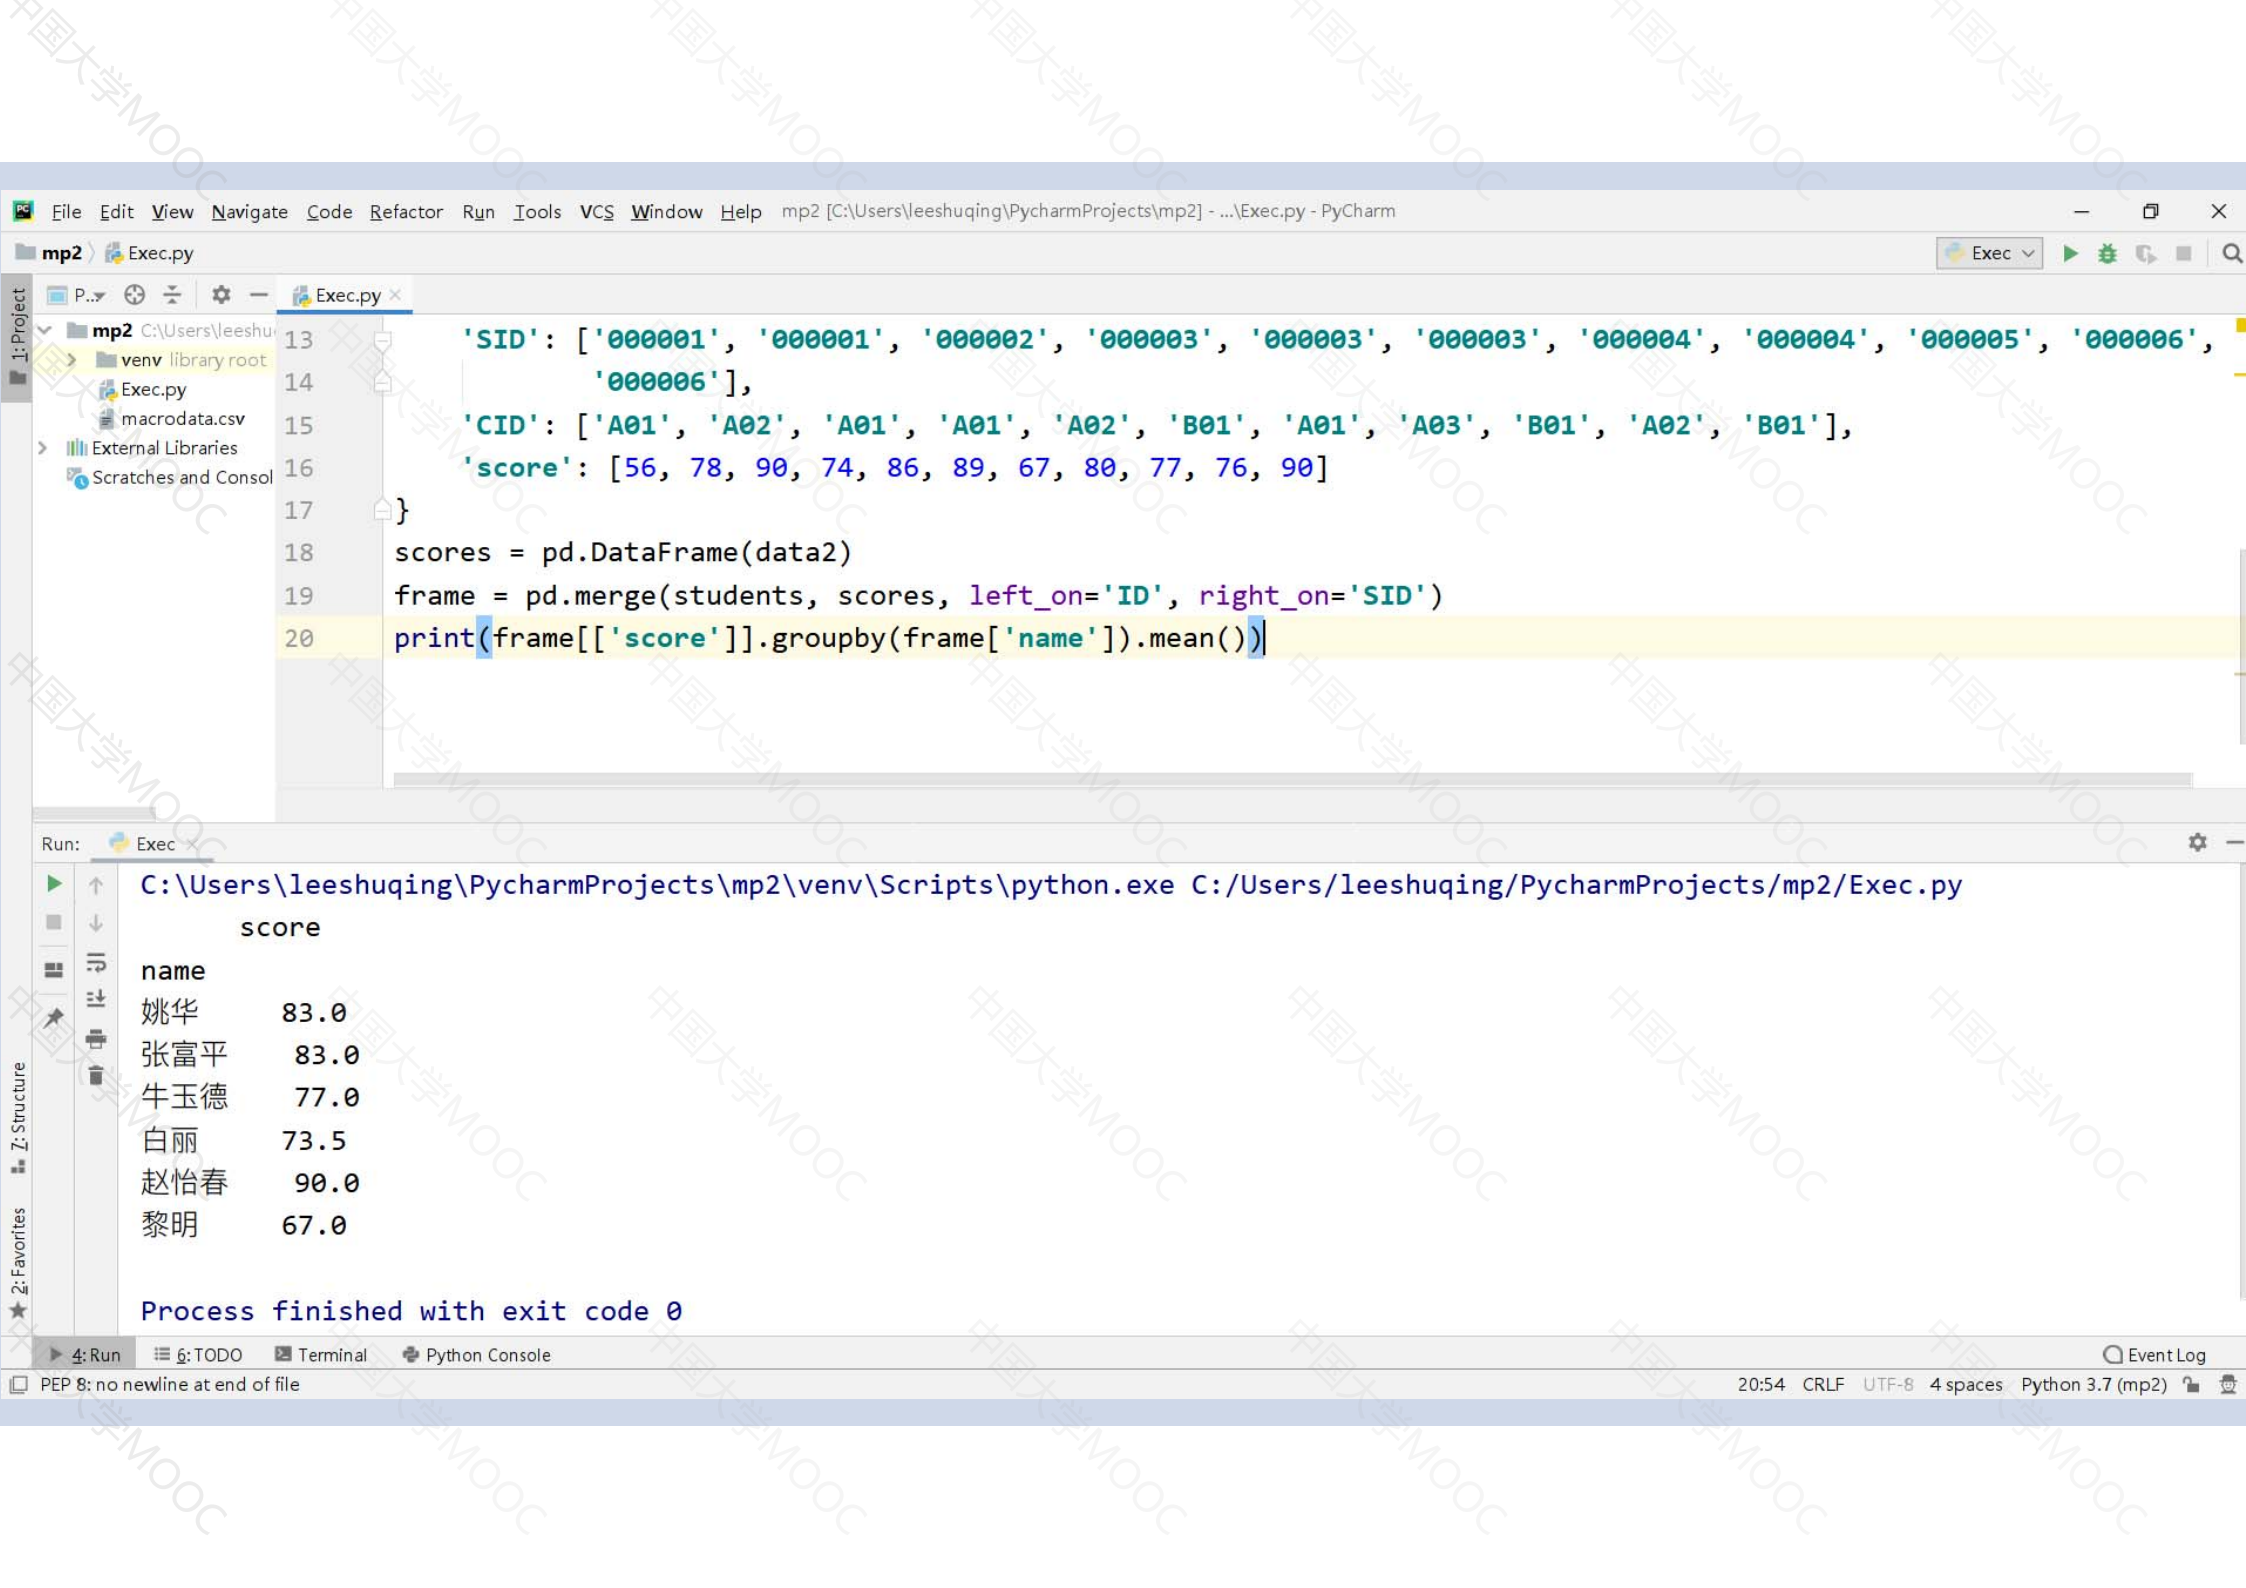 File Edit View Navigate Code Refactor Run Tools VCS Window Help mp2 [C:\Users\leeshuqing\PycharmProjects\mp2] - ...\Exec.py - PyCharm
mp2 Exec.py Exec
1: Project
P... Exec.py
mp2 C:\Users\leeshu
venv library root
Exec.py
macrodata.csv
External Libraries
Scratches and Consol
13 'SID': ['000001', '000001', '000002', '000003', '000003', '000003', '000004', '000004', '000005', '000006',
14 '000006'],
15 'CID': ['A01', 'A02', 'A01', 'A01', 'A02', 'B01', 'A01', 'A03', 'B01', 'A02', 'B01'],
16 'score': [56, 78, 90, 74, 86, 89, 67, 80, 77, 76, 90]
17 }
18 scores = pd.DataFrame(data2)
19 frame = pd.merge(students, scores, left_on='ID', right_on='SID')
20 print(frame[['score']].groupby(frame['name']).mean())
Run: Exec
C:\Users\leeshuqing\PycharmProjects\mp2\venv\Scripts\python.exe C:/Users/leeshuqing/PycharmProjects/mp2/Exec.py
score
name
姚华 83.0
张富平 83.0
牛玉德 77.0
白丽 73.5
赵怡春 90.0
黎明 67.0
Process finished with exit code 0
7: Structure
2: Favorites
4: Run 6: TODO Terminal Python Console Event Log
PEP 8: no newline at end of file 20:54 CRLF UTF-8 4 spaces Python 3.7 (mp2)
中国大学MOOC